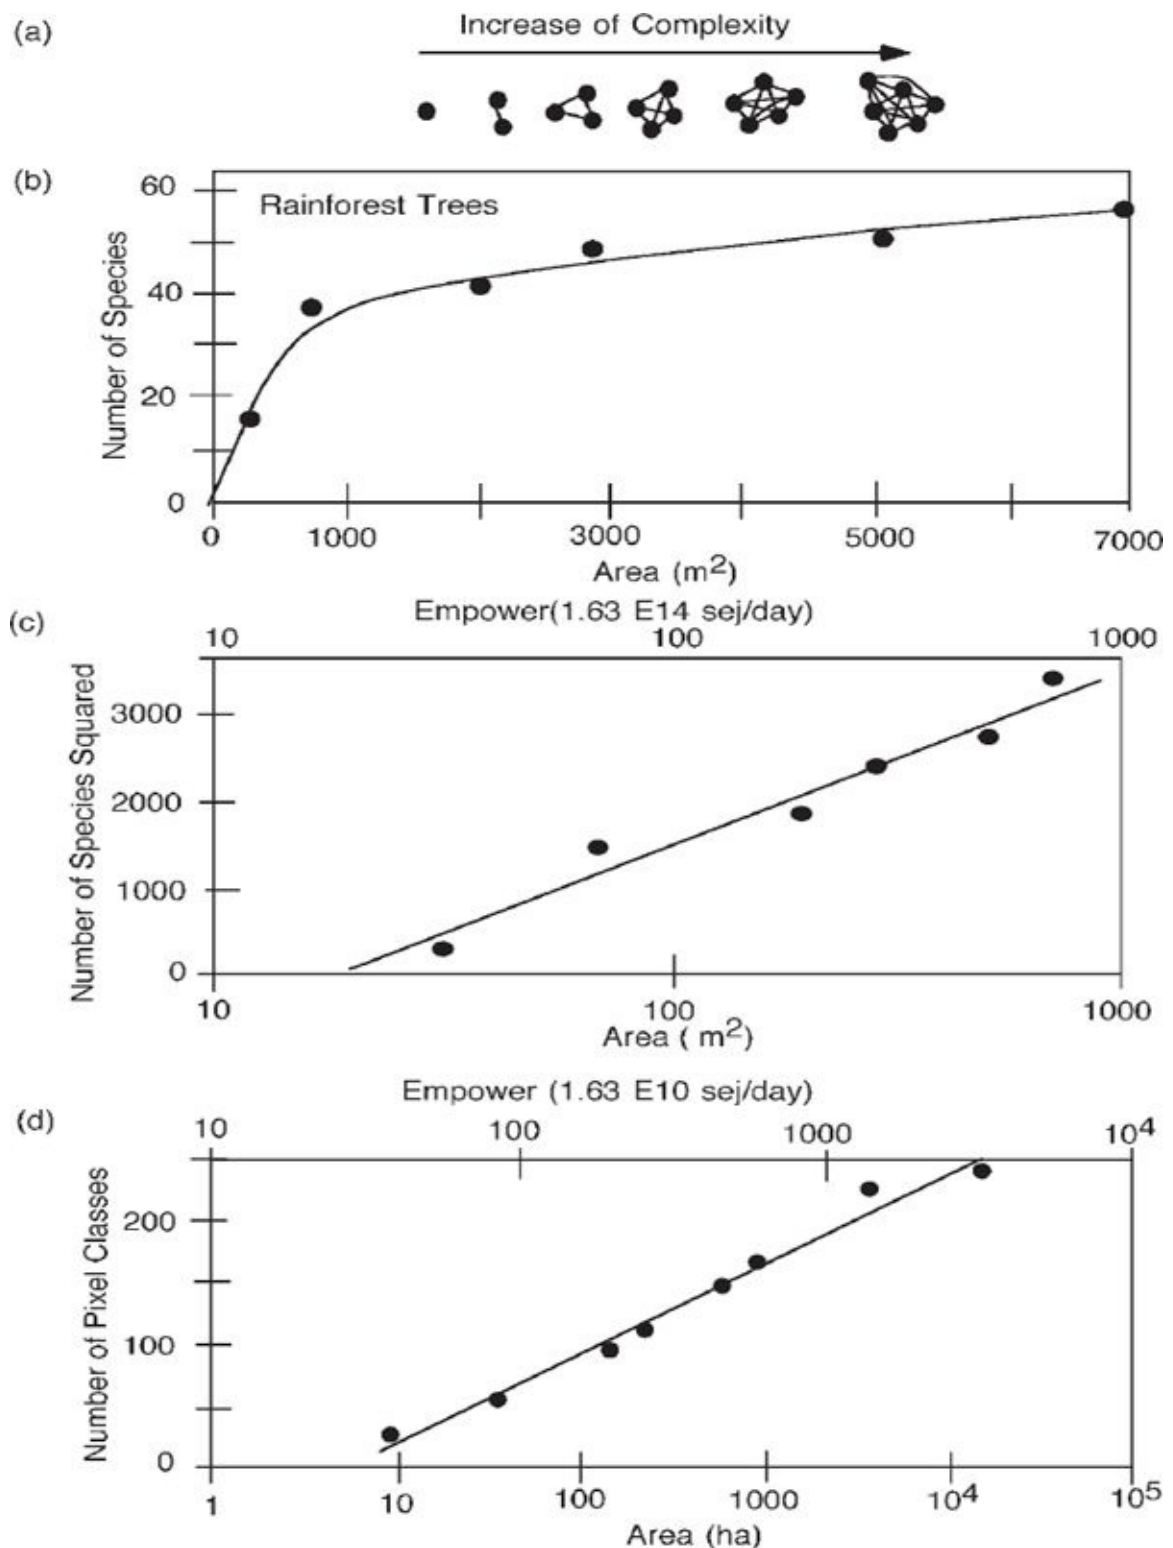 (a)
Increase of Complexity
(b)
Rainforest Trees
Number of Species
60
40
20
0
0 1000 3000 5000 7000
Area (m²)
(c)
Empower(1.63 E14 sej/day)
10 100 1000
Number of Species Squared
3000
2000
1000
0
10 100 1000
Area ( m²)
(d)
Empower (1.63 E10 sej/day)
10 100 1000 10⁴
Number of Pixel Classes
200
100
0
1 10 100 1000 10⁴ 10⁵
Area (ha)